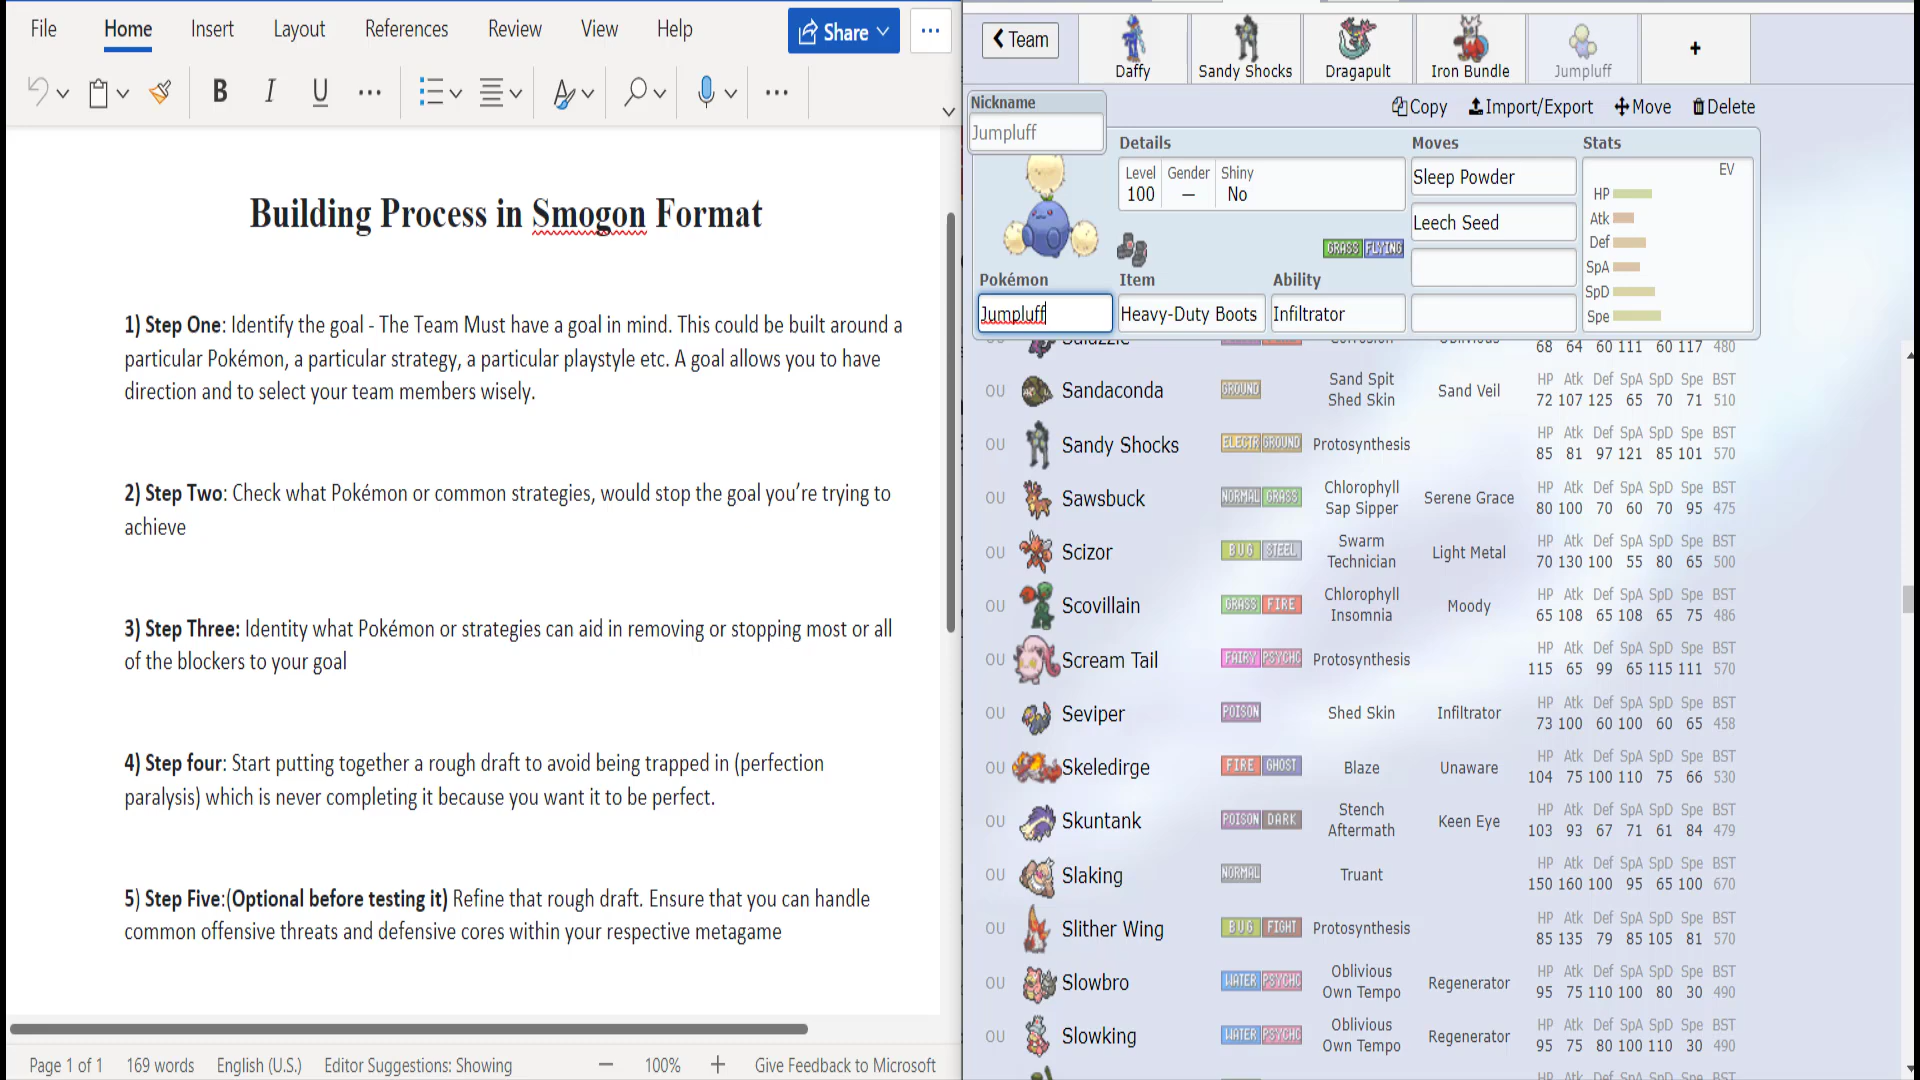 File Home Insert Layout References Review View Help Share
Building Process in Smogon Format
1) Step One: Identify the goal - The Team Must have a goal in mind. This could be built around a
particular Pokémon, a particular strategy, a particular playstyle etc. A goal allows you to have
direction and to select your team members wisely.
2) Step Two: Check what Pokémon or common strategies, would stop the goal you’re trying to
achieve
3) Step Three: Identity what Pokémon or strategies can aid in removing or stopping most or all
of the blockers to your goal
4) Step four: Start putting together a rough draft to avoid being trapped in (perfection
paralysis) which is never completing it because you want it to be perfect.
5) Step Five:(Optional before testing it) Refine that rough draft. Ensure that you can handle
common offensive threats and defensive cores within your respective metagame
Page 1 of 1 169 words English (U.S.) Editor Suggestions: Showing 100% Give Feedback to Microsoft
Team Daffy Sandy Shocks Dragapult Iron Bundle Jumpluff +
Copy Import/Export Move Delete
Nickname
Jumpluff
Details Moves Stats
Level Gender Shiny
100 — No
Sleep Powder
Leech Seed
GRASS FLYING
EV
HP
Atk
Def
SpA
SpD
Spe
Pokémon Item Ability
Jumpluff Heavy-Duty Boots Infiltrator
68 64 60 111 60 117 480
OU Sandaconda GROUND Sand Spit Shed Skin Sand Veil HP Atk Def SpA SpD Spe BST 72 107 125 65 70 71 510
OU Sandy Shocks ELECTR GROUND Protosynthesis HP Atk Def SpA SpD Spe BST 85 81 97 121 85 101 570
OU Sawsbuck NORMAL GRASS Chlorophyll Sap Sipper Serene Grace HP Atk Def SpA SpD Spe BST 80 100 70 60 70 95 475
OU Scizor BUG STEEL Swarm Technician Light Metal HP Atk Def SpA SpD Spe BST 70 130 100 55 80 65 500
OU Scovillain GRASS FIRE Chlorophyll Insomnia Moody HP Atk Def SpA SpD Spe BST 65 108 65 108 65 75 486
OU Scream Tail FAIRY PSYCHC Protosynthesis HP Atk Def SpA SpD Spe BST 115 65 99 65 115 111 570
OU Seviper POISON Shed Skin Infiltrator HP Atk Def SpA SpD Spe BST 73 100 60 100 60 65 458
OU Skeledirge FIRE GHOST Blaze Unaware HP Atk Def SpA SpD Spe BST 104 75 100 110 75 66 530
OU Skuntank POISON DARK Stench Aftermath Keen Eye HP Atk Def SpA SpD Spe BST 103 93 67 71 61 84 479
OU Slaking NORMAL Truant HP Atk Def SpA SpD Spe BST 150 160 100 95 65 100 670
OU Slither Wing BUG FIGHT Protosynthesis HP Atk Def SpA SpD Spe BST 85 135 79 85 105 81 570
OU Slowbro WATER PSYCHC Oblivious Own Tempo Regenerator HP Atk Def SpA SpD Spe BST 95 75 110 100 80 30 490
OU Slowking WATER PSYCHC Oblivious Own Tempo Regenerator HP Atk Def SpA SpD Spe BST 95 75 80 100 110 30 490